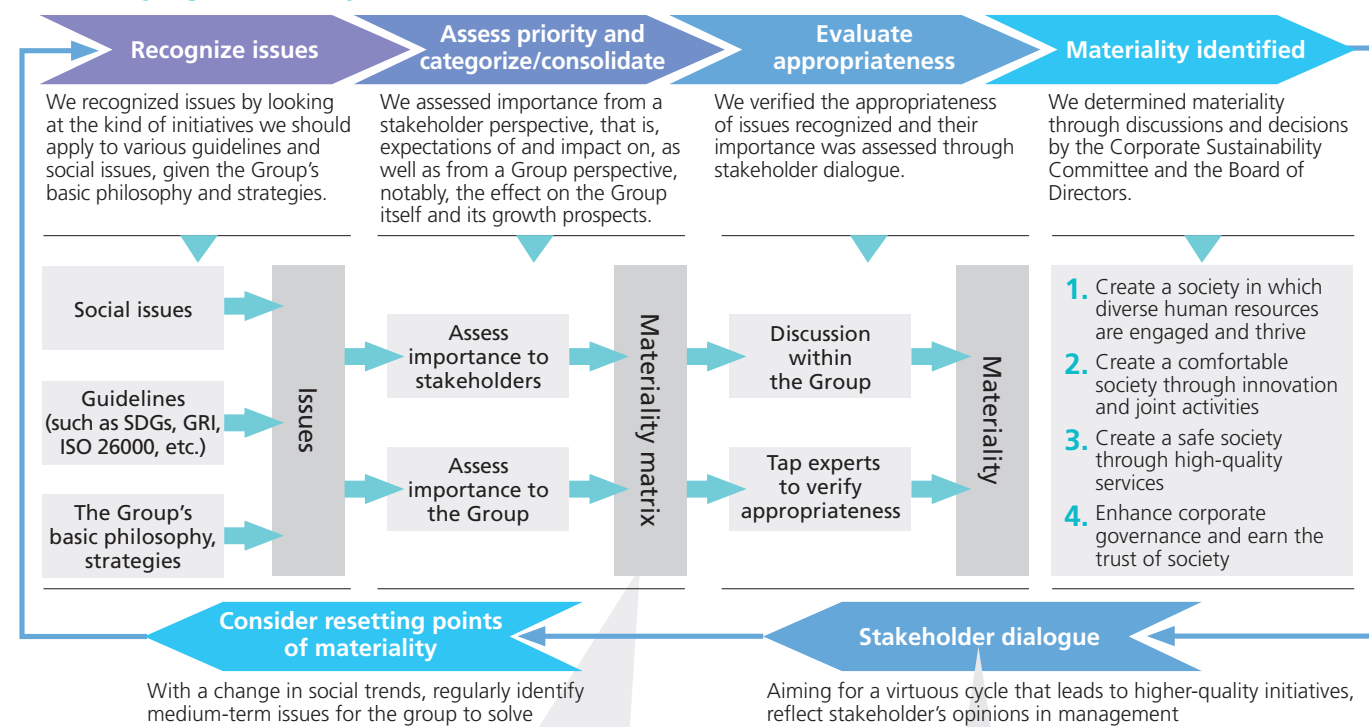 Recognize issues
Assess priority and
categorize/consolidate
Evaluate
appropriateness
Materiality identified
We recognized issues by looking
at the kind of initiatives we should
apply to various guidelines and
social issues, given the Group's
basic philosophy and strategies.
We assessed importance from a
stakeholder perspective, that is,
expectations of and impact on, as
well as from a Group perspective,
notably, the effect on the Group
itself and its growth prospects.
We verified the appropriateness
of issues recognized and their
importance was assessed through
stakeholder dialogue.
We determined materiality
through discussions and decisions
by the Corporate Sustainability
Committee and the Board of
Directors.
Social issues
Guidelines
(such as SDGs, GRI,
ISO 26000, etc.)
The Group's
basic philosophy,
strategies
Issues
Assess
importance to
stakeholders
Assess
importance to
the Group
Materiality matrix
Discussion
within
the Group
Tap experts
to verify
appropriateness
Materiality
1. Create a society in which
diverse human resources
are engaged and thrive
2. Create a comfortable
society through innovation
and joint activities
3. Create a safe society
through high-quality
services
4. Enhance corporate
governance and earn the
trust of society
Consider resetting points
of materiality
With a change in social trends, regularly identify
medium-term issues for the group to solve
Stakeholder dialogue
Aiming for a virtuous cycle that leads to higher-quality initiatives,
reflect stakeholder's opinions in management